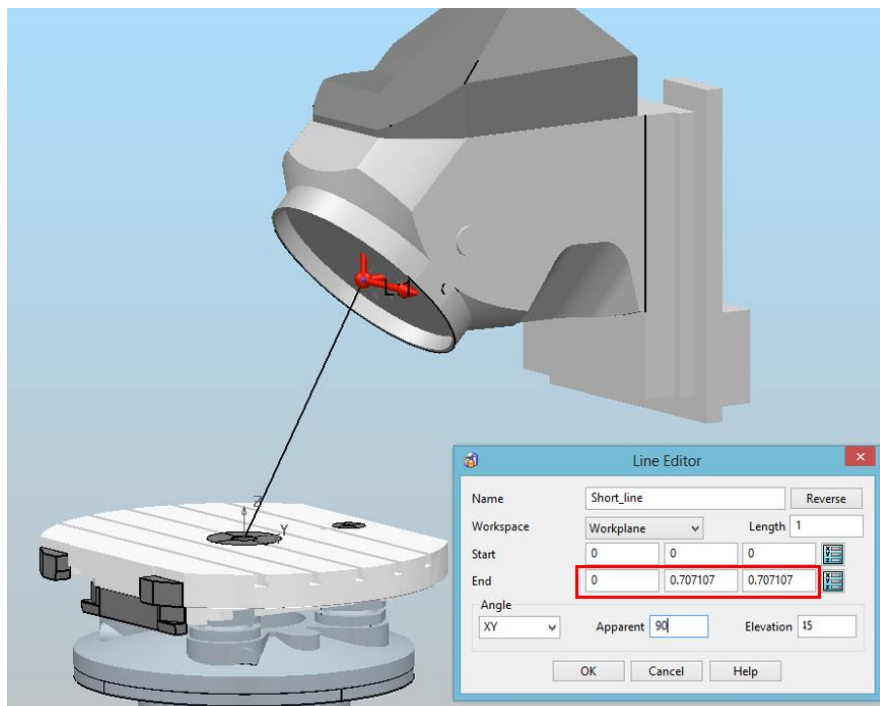 L-1
Z
Y
Line Editor
Name Short_line Reverse
Workspace Workplane Length 1
Start 0 0 0
End 0 0.707107 0.707107
Angle
XY Apparent 90 Elevation 45
OK Cancel Help